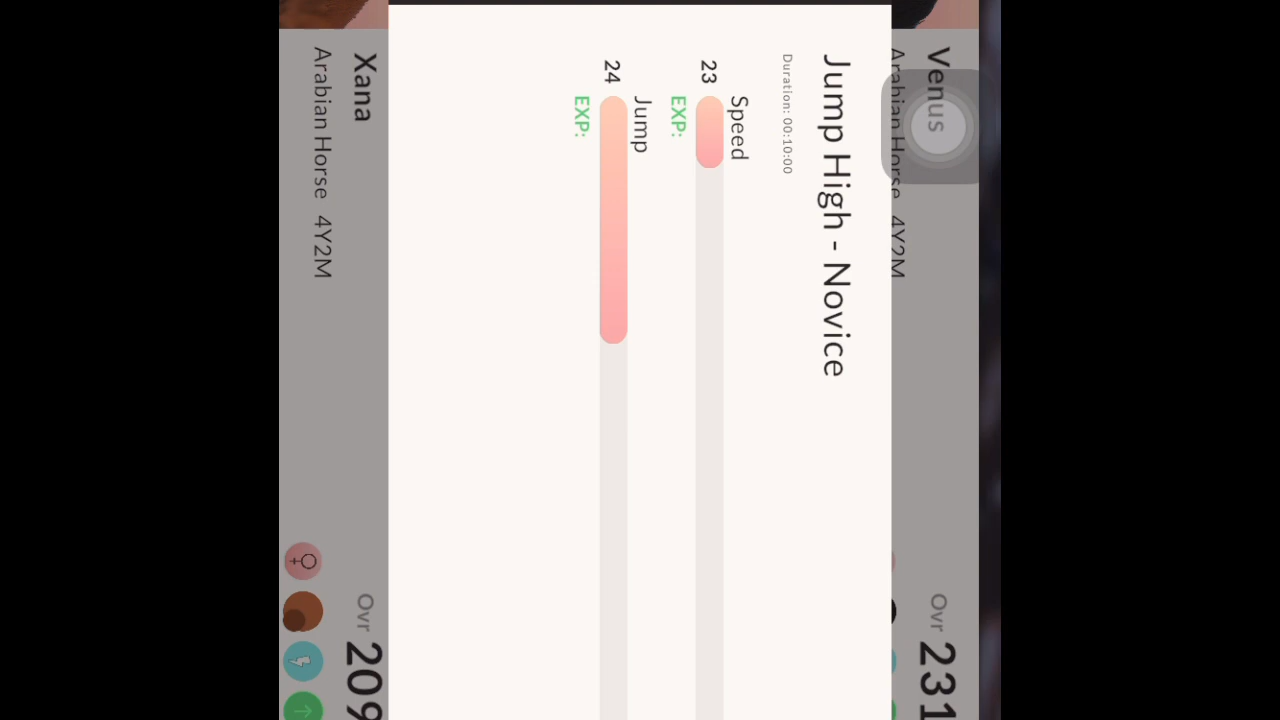 Venus
Ovr 231
Arabian Horse 4Y2M
Jump High - Novice
Duration: 00:10:00
Speed
23
EXP:
Jump
24
EXP:
Xana
Ovr 209
Arabian Horse 4Y2M